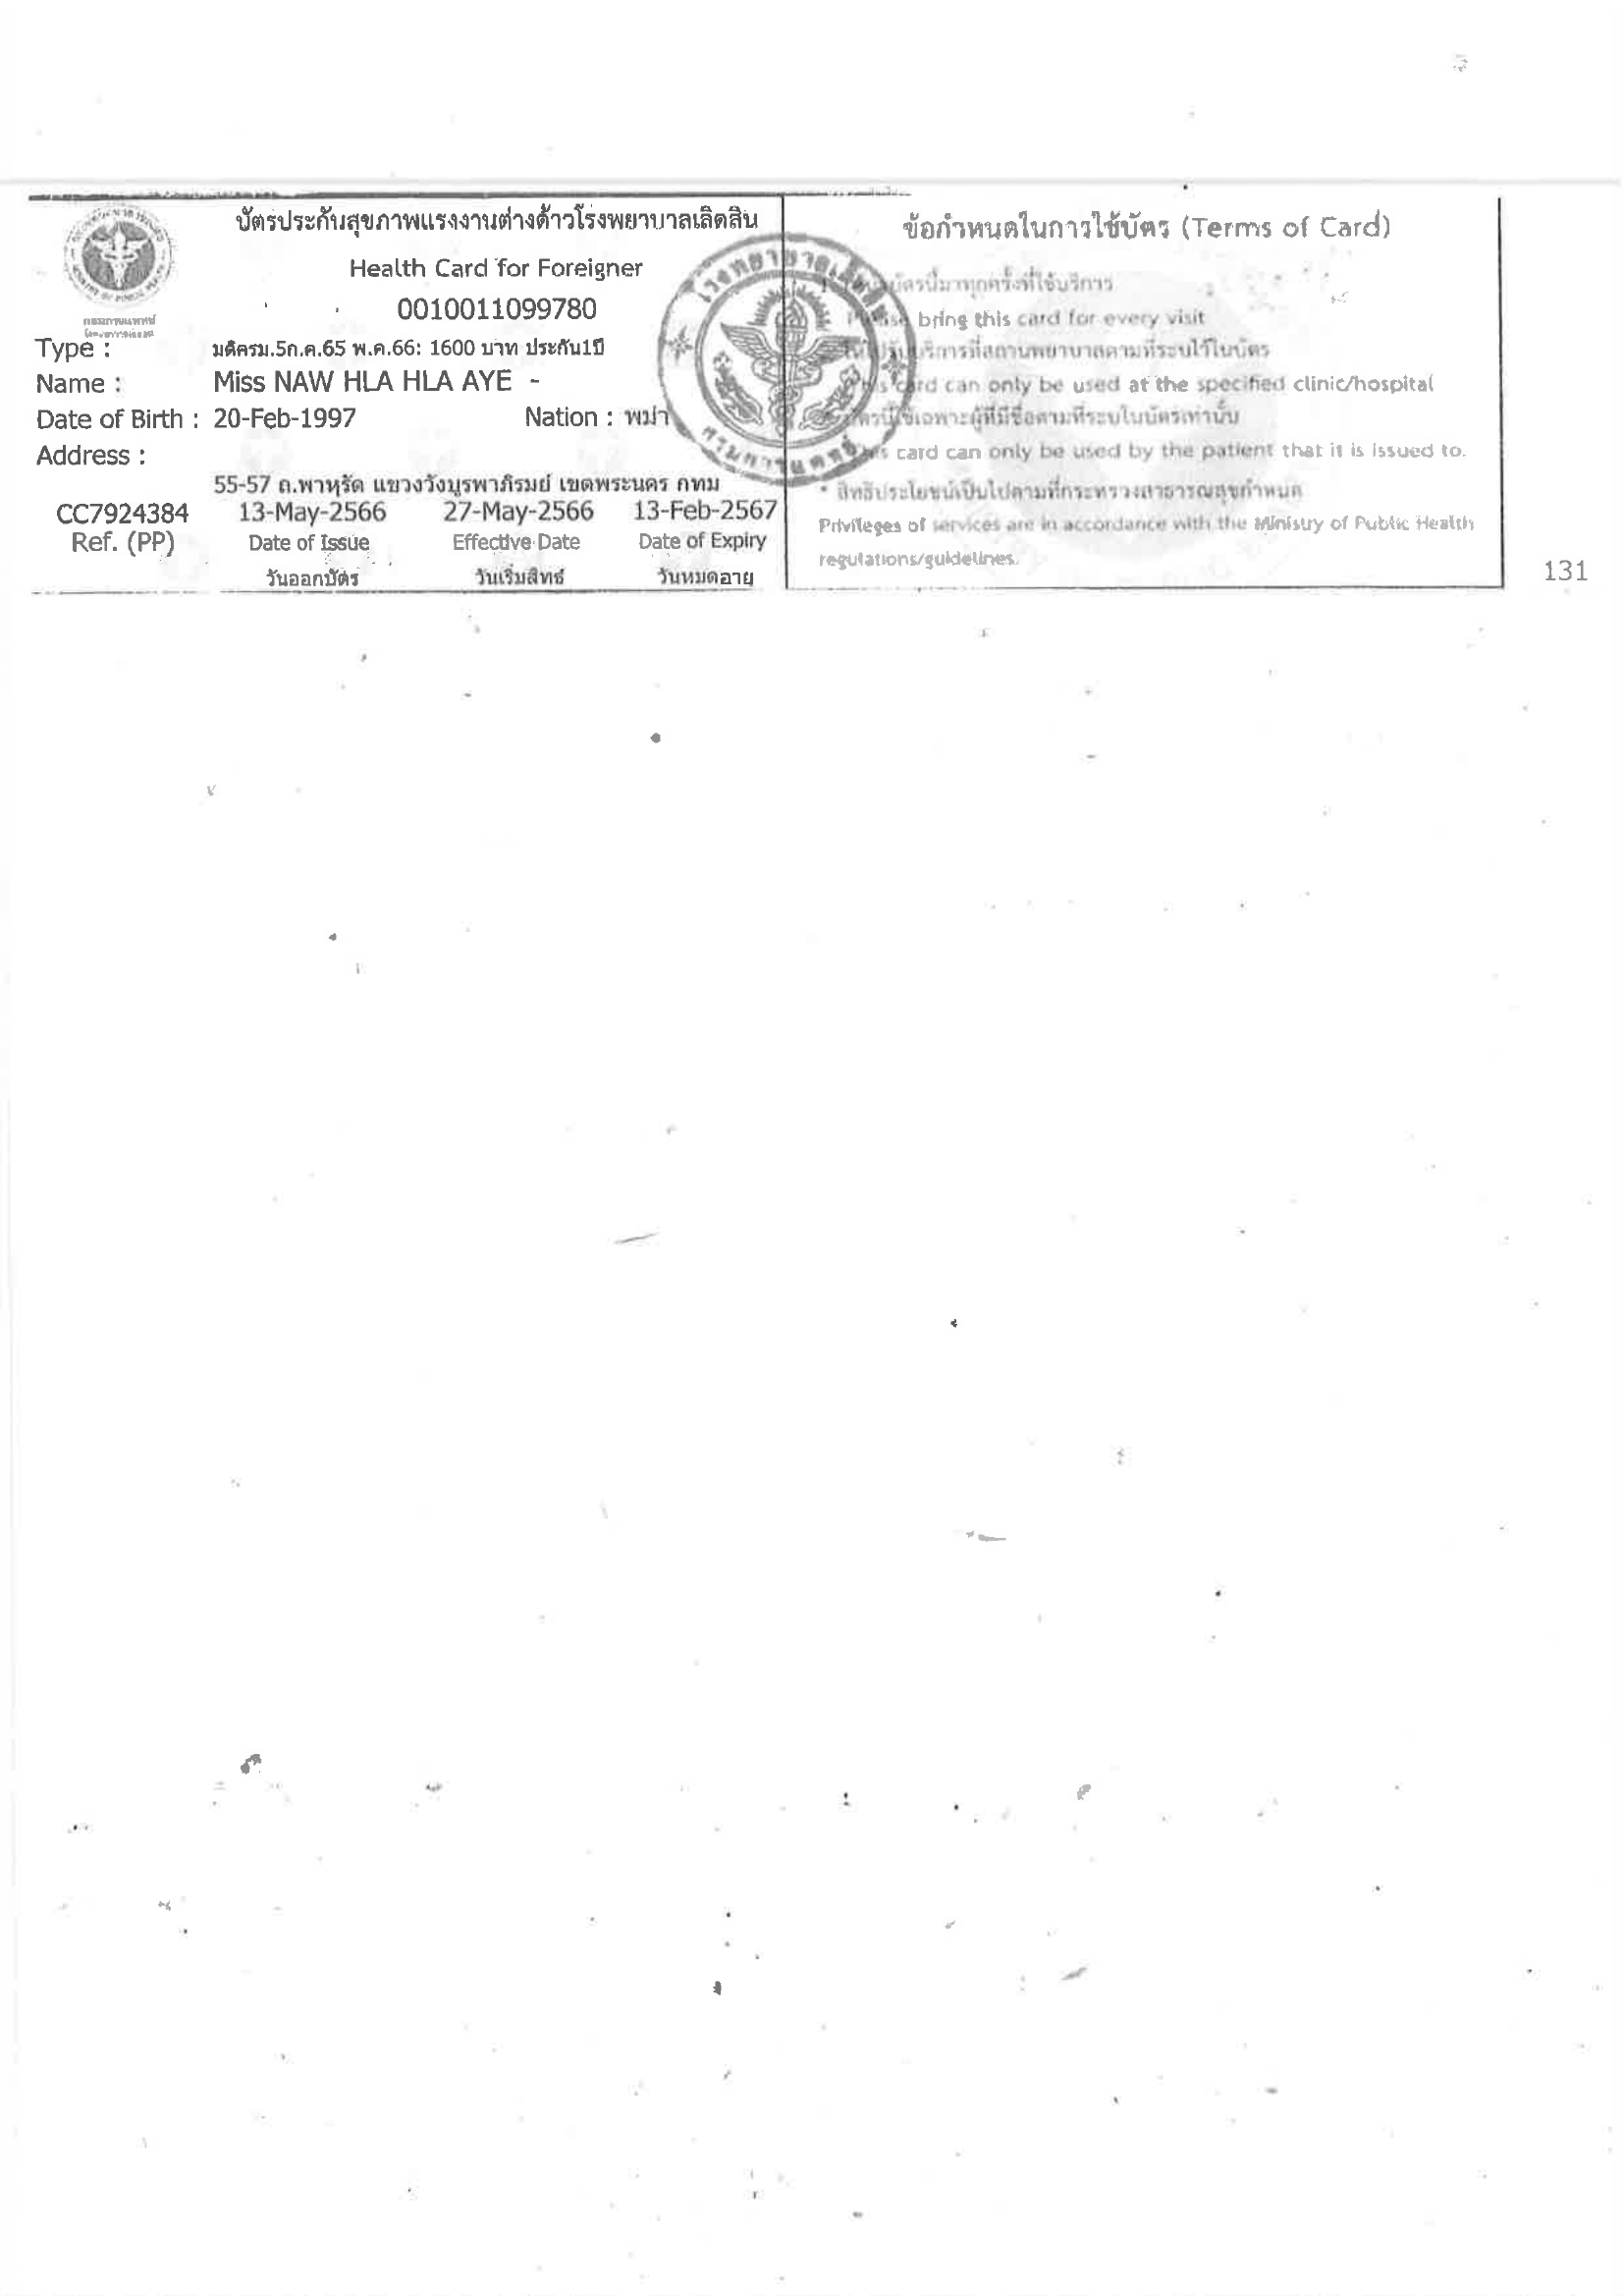 บัตรประกันสุขภาพแรงงานต่างด้าวโรงพยาบาลเลิดสิน
Health Card for Foreigner
0010011099780
กรมการแพทย์
Type :
มติครม.5ก.ค.65 พ.ค.66: 1600 บาท ประกัน1ปี
Name :
Miss NAW HLA HLA AYE -
Date of Birth : 20-Feb-1997
Nation : พม่า
Address :
55-57 ถ.พาหุรัด แขวงวังบูรพาภิรมย์ เขตพระนคร กทม
CC7924384
13-May-2566 27-May-2566 13-Feb-2567
Ref. (PP)
Date of Issue Effective Date Date of Expiry
วันออกบัตร วันเริ่มสิทธ์ วันหมดอายุ
โรงพยาบาลเลิดสิน
กรมการแพทย์
ข้อกำหนดในการใช้บัตร (Terms of Card)
บัตรนี้มาทุกครั้งที่ใช้บริการ
bring this card for every visit
บริการที่สถานพยาบาลตามที่ระบุไว้ในบัตร
card can only be used at the specified clinic/hospital
บัตรนี้ใช้เฉพาะผู้ที่มีชื่อตามที่ระบุในบัตรเท่านั้น
card can only be used by the patient that it is issued to.
* สิทธิประโยชน์เป็นไปตามที่กระทรวงสาธารณสุขกำหนด
Privileges of services are in accordance with the Ministry of Public Health
regulations/guidelines.
131